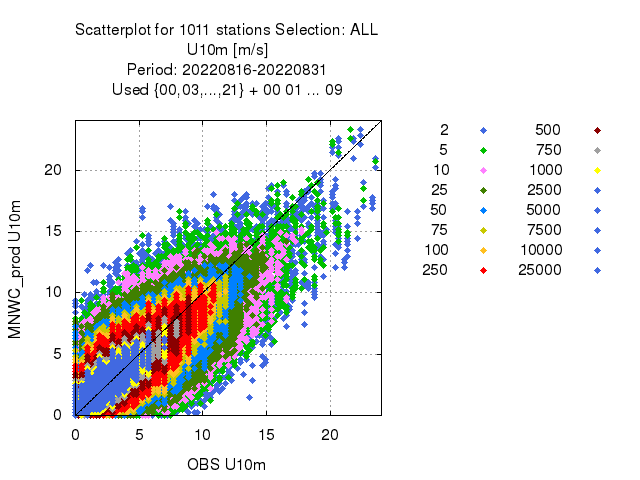 Scatterplot for 1011 stations Selection: ALL
U10m [m/s]
Period: 20220816-20220831
Used {00,03,...,21} + 00 01 ... 09
MNWC_prod U10m
20
15
10
5
0
0 5 10 15 20
OBS U10m
2 500
5 750
10 1000
25 2500
50 5000
75 7500
100 10000
250 25000